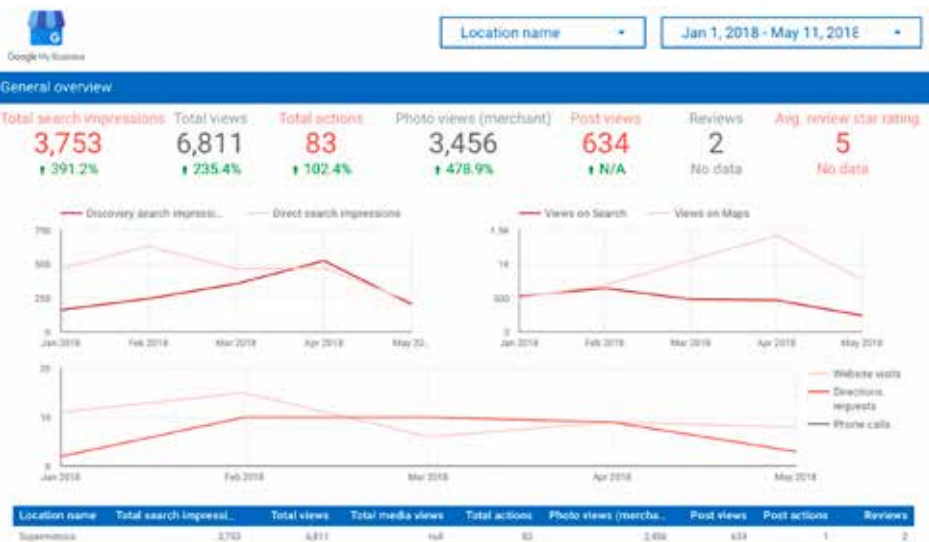 Google My Business
Location name
Jan 1, 2018 - May 11, 2018
General overview
Total search impressions Total views Total actions Photo views (merchant) Post views Reviews Avg. review star rating
3,753 6,811 83 3,456 634 2 5
391.2% 235.4% 102.4% 478.9% N/A No data No data
Discovery search impressi... Direct search impressions
Views on Search Views on Maps
750
500
250
0
Jan 2018 Feb 2018 Mar 2018 Apr 2018 May 20...
1.5K
1K
500
0
Jan 2018 Feb 2018 Mar 2018 Apr 2018 May 2018
20
10
0
Jan 2018 Feb 2018 Mar 2018 Apr 2018 May 2018
Website visits
Directions
requests
Phone calls
Location name Total search impressi... Total views Total media views Total actions Photo views (mercha... Post views Post actions Reviews
Supermetrics 3,753 6,811 null 83 3,456 634 1 2